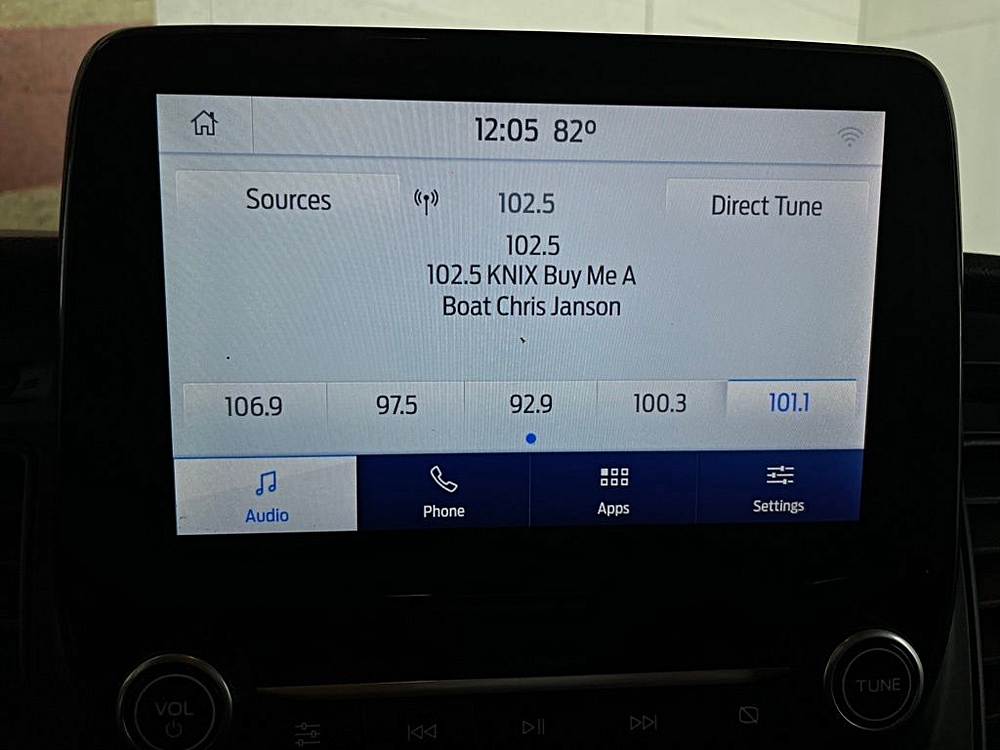 12:05 82°
Sources
102.5
Direct Tune
102.5
102.5 KNIX Buy Me A
Boat Chris Janson
106.9
97.5
92.9
100.3
101.1
Audio
Phone
Apps
Settings
VOL
TUNE